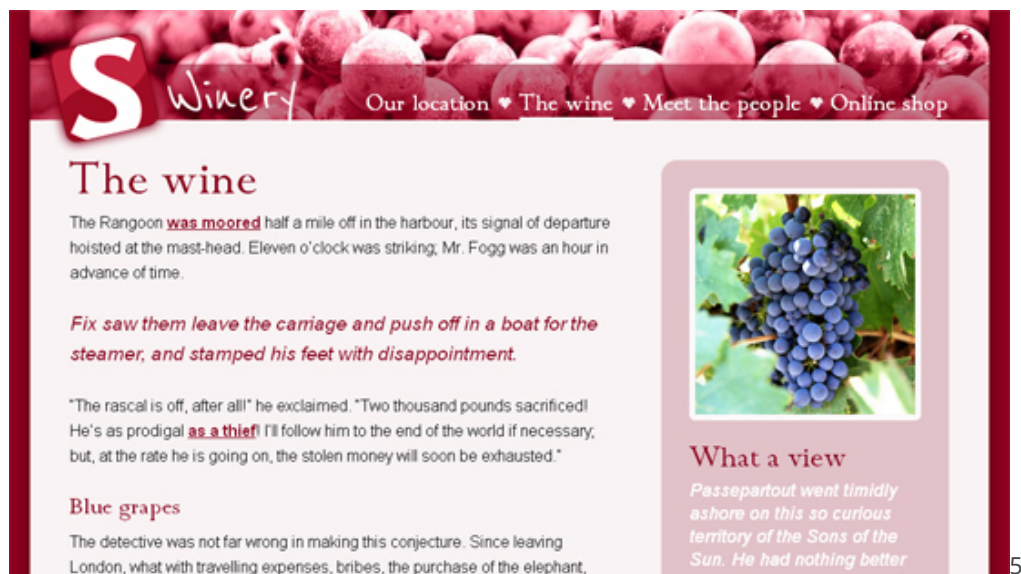 S Winery
Our location ♥ The wine ♥ Meet the people ♥ Online shop
The wine
The Rangoon was moored half a mile off in the harbour, its signal of departure
hoisted at the mast-head. Eleven o'clock was striking; Mr. Fogg was an hour in
advance of time.
Fix saw them leave the carriage and push off in a boat for the
steamer, and stamped his feet with disappointment.
"The rascal is off, after all!" he exclaimed. "Two thousand pounds sacrificed!
He's as prodigal as a thief! I'll follow him to the end of the world if necessary;
but, at the rate he is going on, the stolen money will soon be exhausted."
Blue grapes
The detective was not far wrong in making this conjecture. Since leaving
London, what with travelling expenses, bribes, the purchase of the elephant,
What a view
Passepartout went timidly
ashore on this so curious
territory of the Sons of the
Sun. He had nothing better
5